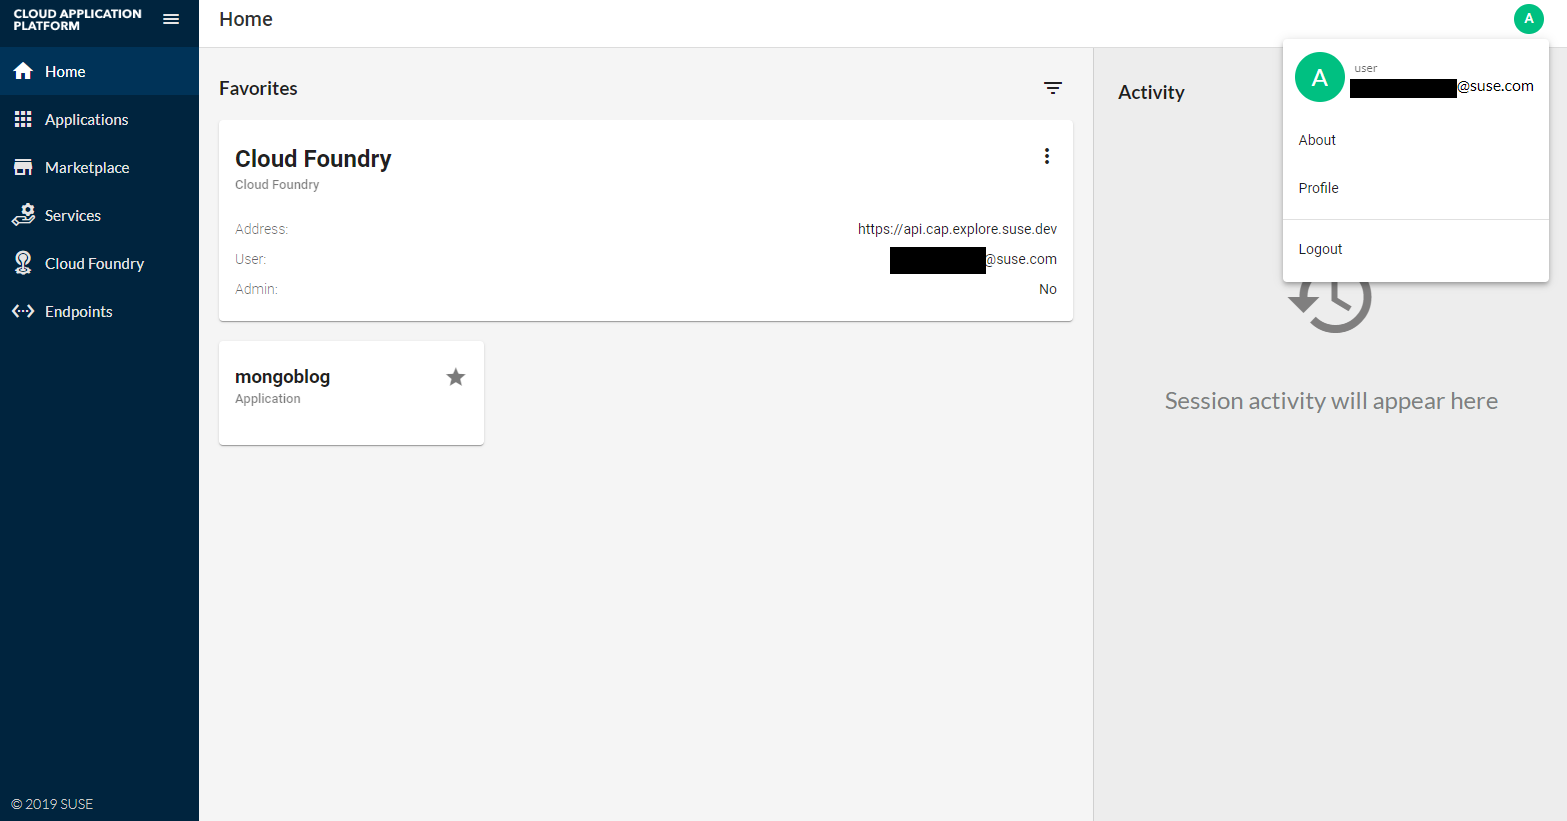 CLOUD APPLICATION
PLATFORM
Home
Applications
Marketplace
Services
Cloud Foundry
Endpoints
© 2019 SUSE
Home
Favorites
Cloud Foundry
Cloud Foundry
Address: https://api.cap.explore.suse.dev
User: @suse.com
Admin: No
mongoblog
Application
Activity
Session activity will appear here
A
A
user
@suse.com
About
Profile
Logout